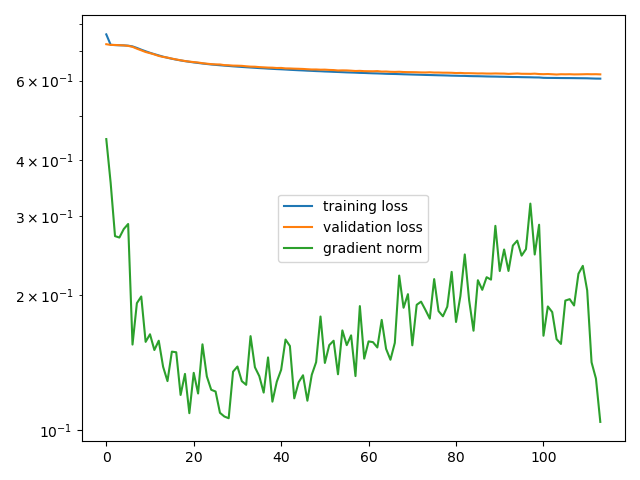 6 × 10⁻¹
4 × 10⁻¹
3 × 10⁻¹
2 × 10⁻¹
10⁻¹
training loss
validation loss
gradient norm
0 20 40 60 80 100